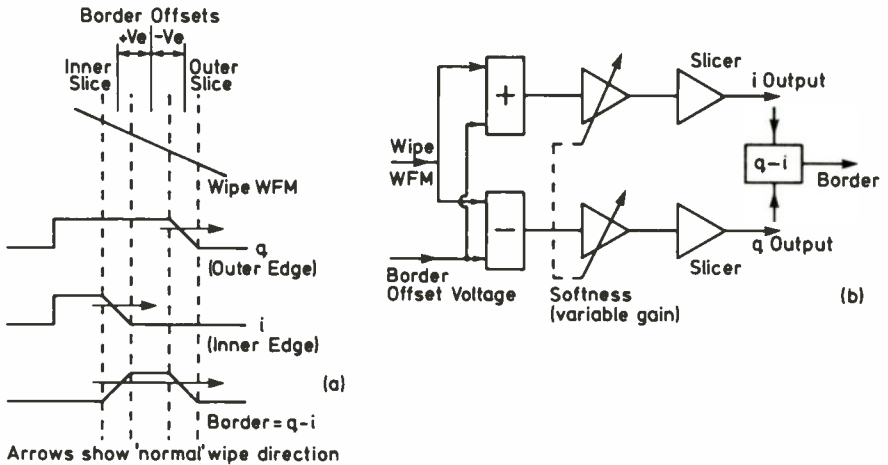 Border Offsets
+Ve -Ve
Inner
Slice
Outer
Slice
Wipe WFM
q
(Outer Edge)
i
(Inner Edge)
(a)
Border = q-i
Arrows show 'normal' wipe direction
Slicer
i Output
+
Wipe
WFM
q-i
Border
-
q Output
Slicer
Border
Offset Voltage
Softness
(variable gain)
(b)